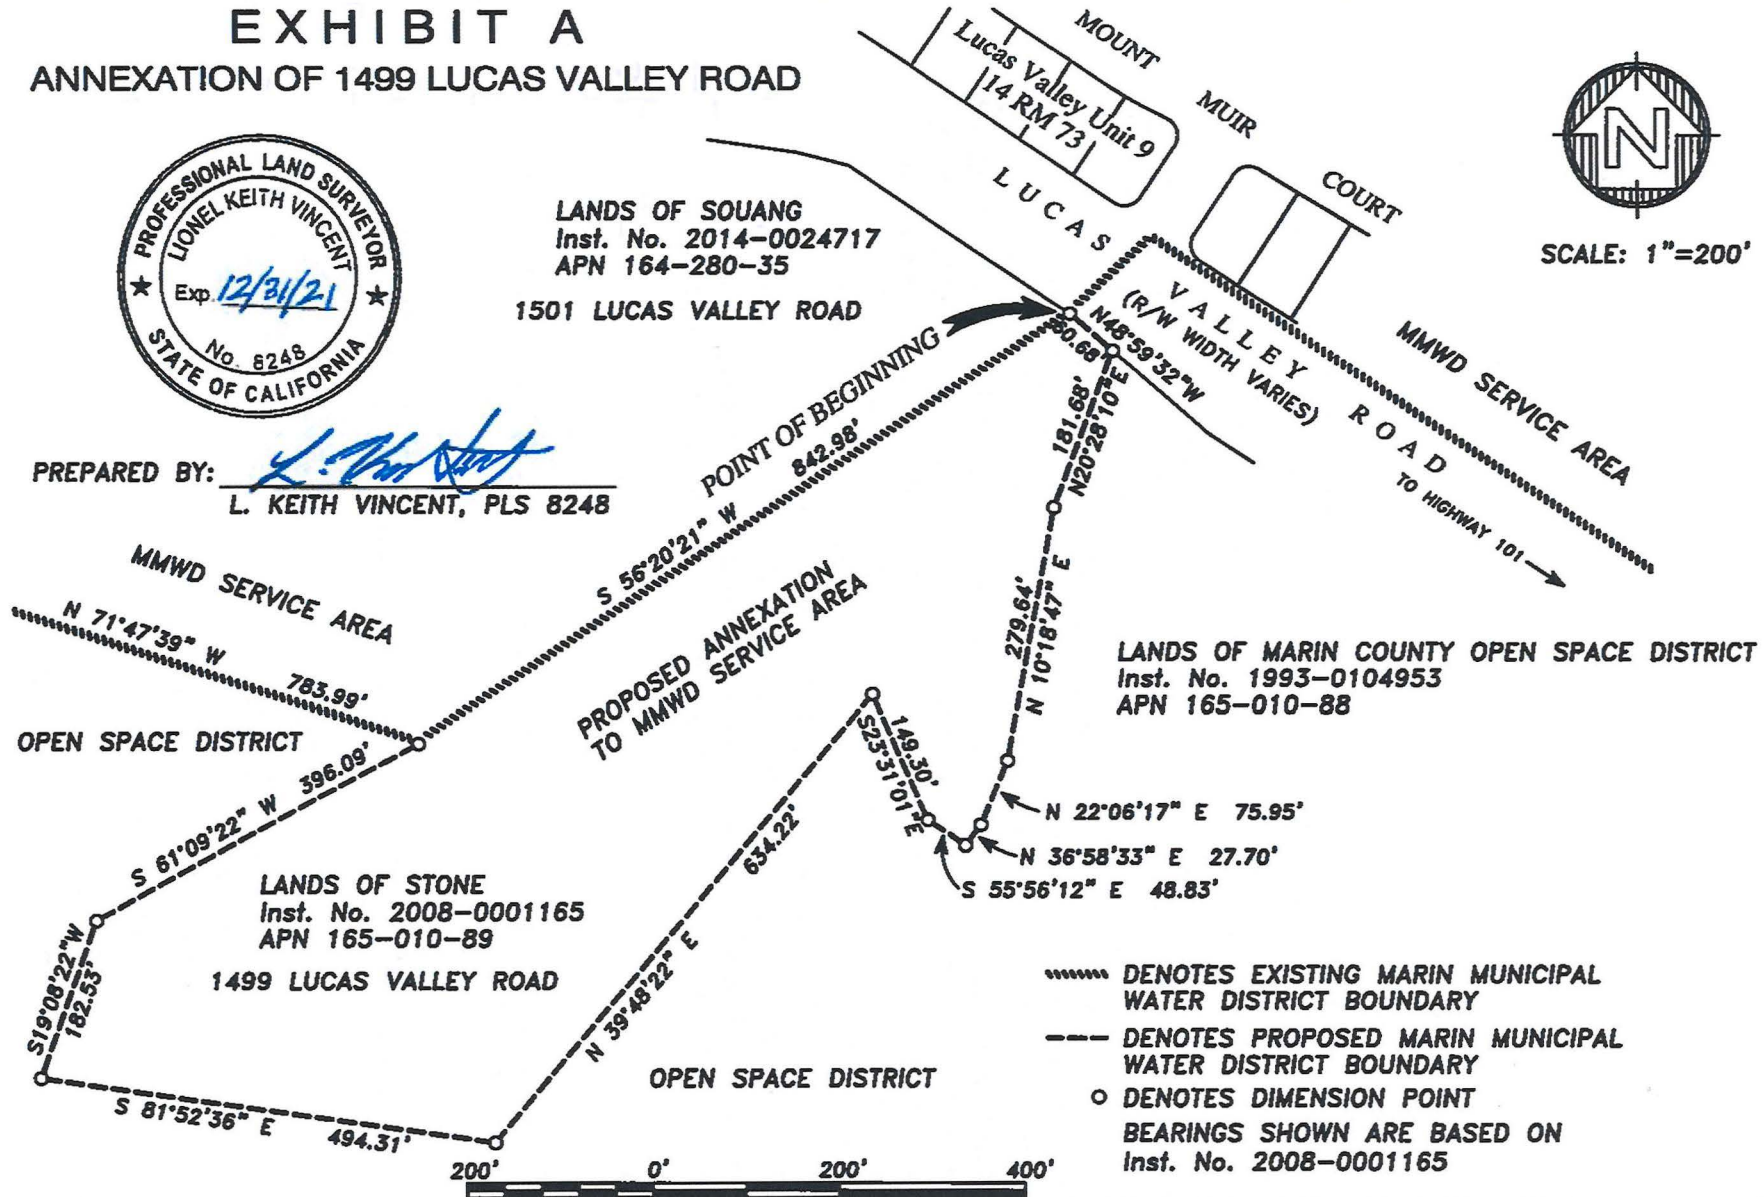 EXHIBIT A
ANNEXATION OF 1499 LUCAS VALLEY ROAD
PROFESSIONAL LAND SURVEYOR
LIONEL KEITH VINCENT
Exp. 12/31/21
No. 8248
STATE OF CALIFORNIA
PREPARED BY:
L. KEITH VINCENT, PLS 8248
LANDS OF SOUANG
Inst. No. 2014-0024717
APN 164-280-35
1501 LUCAS VALLEY ROAD
MOUNT
MUIR
COURT
Lucas Valley Unit 9
14 RM 73
LUCAS
VALLEY
ROAD
(R/W WIDTH VARIES)
TO HIGHWAY 101
N
SCALE: 1"=200'
MMWD SERVICE AREA
POINT OF BEGINNING
N48°59'32"W
60.68'
181.68'
N20°28'10"E
842.98'
S 56°20'21" W
279.64'
N 10°18'47" E
MMWD SERVICE AREA
N 71°47'39" W
783.99'
OPEN SPACE DISTRICT
PROPOSED ANNEXATION
TO MMWD SERVICE AREA
LANDS OF MARIN COUNTY OPEN SPACE DISTRICT
Inst. No. 1993-0104953
APN 165-010-88
149.30'
S23°31'01"E
N 22°06'17" E 75.95'
N 36°58'33" E 27.70'
S 55°56'12" E 48.83'
S 61°09'22" W 396.09'
LANDS OF STONE
Inst. No. 2008-0001165
APN 165-010-89
1499 LUCAS VALLEY ROAD
S19°08'22"W
182.53'
S 81°52'36" E 494.31'
634.22'
N 39°48'22" E
OPEN SPACE DISTRICT
DENOTES EXISTING MARIN MUNICIPAL
WATER DISTRICT BOUNDARY
DENOTES PROPOSED MARIN MUNICIPAL
WATER DISTRICT BOUNDARY
DENOTES DIMENSION POINT
BEARINGS SHOWN ARE BASED ON
Inst. No. 2008-0001165
200' 0' 200' 400'